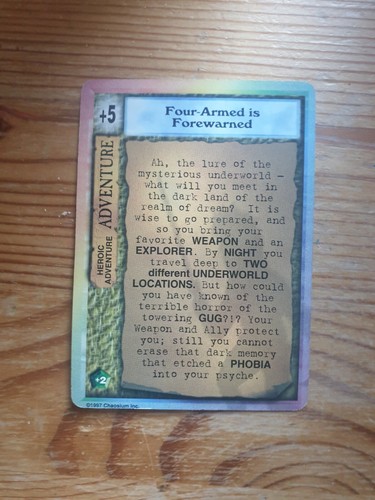 +5
Four-Armed is
Forewarned
HEROIC
ADVENTURE
ADVENTURE
Ah, the lure of the
mysterious underworld —
what will you meet in
the dark land of the
realm of dream? It is
wise to go prepared, and
so you bring your
favorite WEAPON and an
EXPLORER. By NIGHT you
travel deep to TWO
different UNDERWORLD
LOCATIONS. But how could
you have known of the
terrible horror of the
towering GUG?!? Your
Weapon and Ally protect
you; still you cannot
erase that dark memory
that etched a PHOBIA
into your psyche.
+2
©1997 Chaosium Inc.